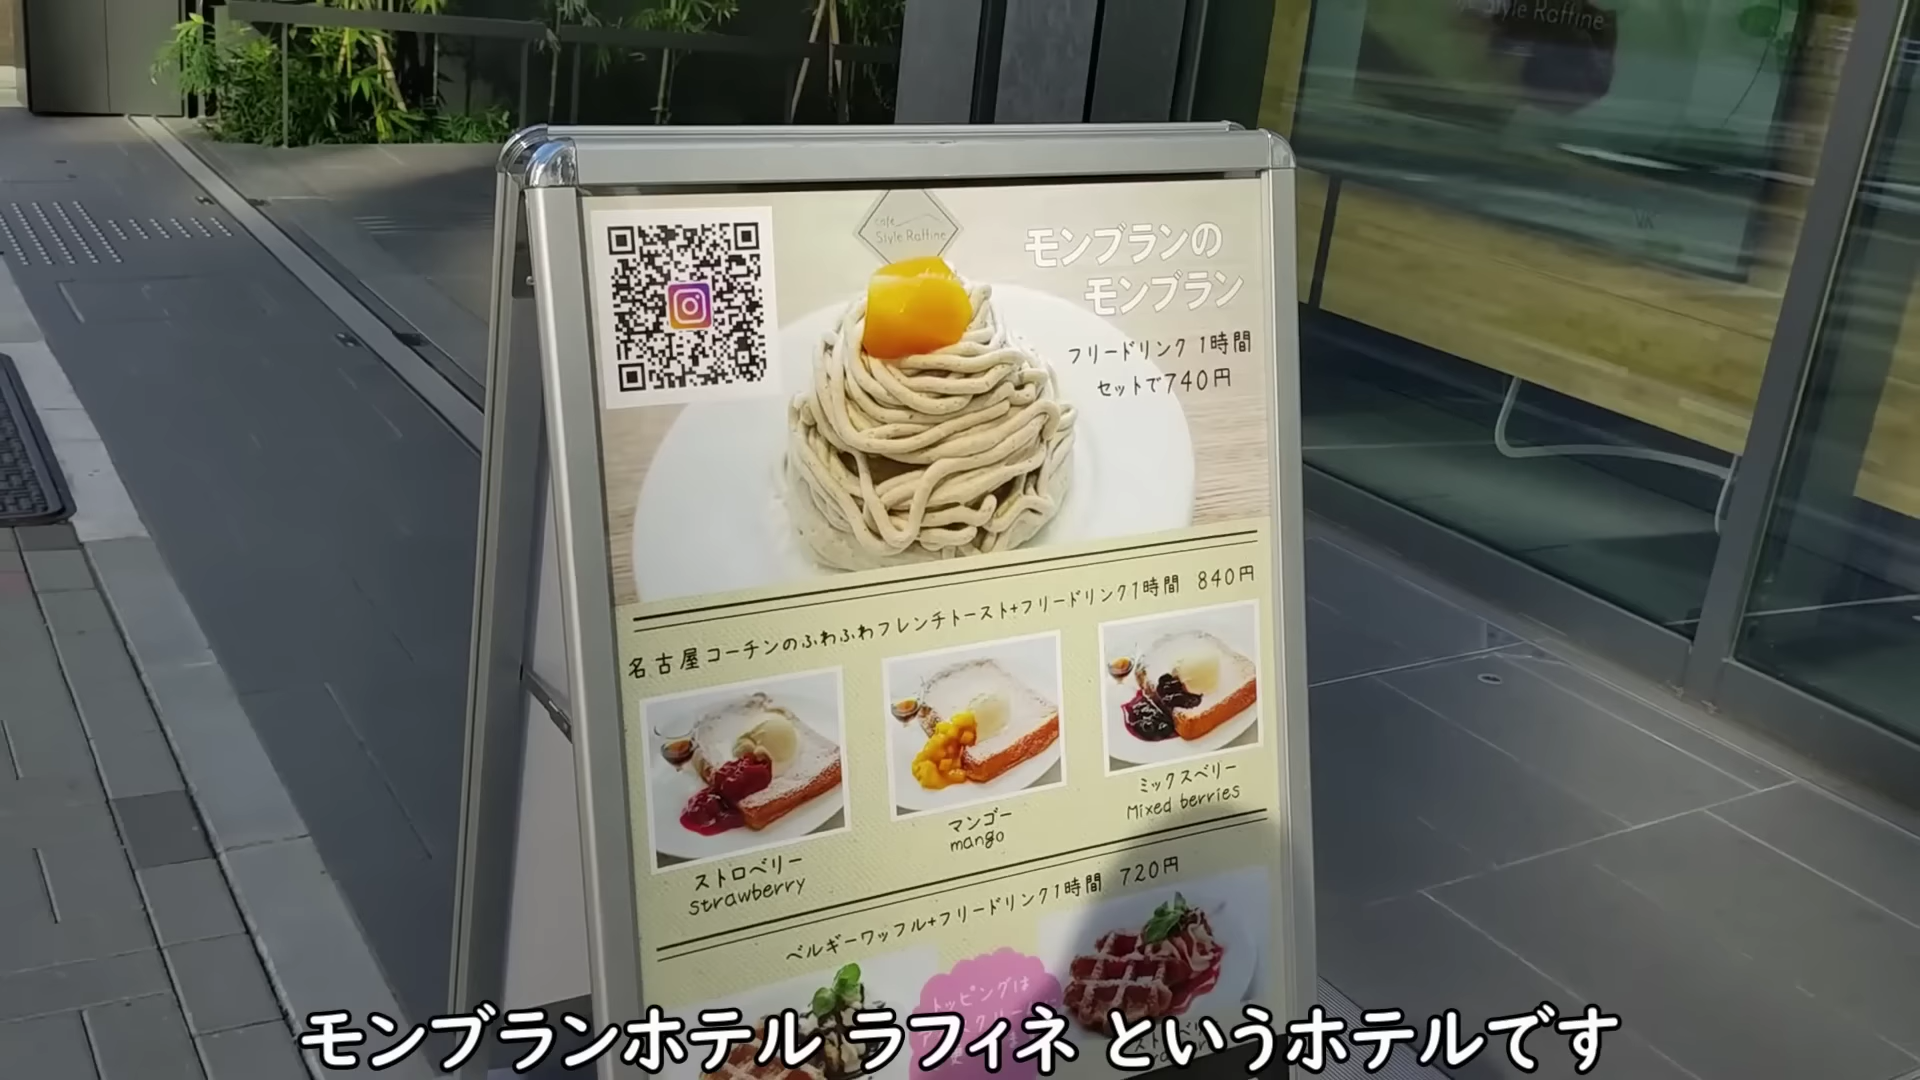 Style Raffine
cafe
Style Raffine
モンブランの
モンブラン
フリードリンク 1時間
セットで740円
名古屋コーチンのふわふわフレンチトースト+フリードリンク1時間 840円
ストロベリー
strawberry
マンゴー
mango
ミックスベリー
Mixed berries
ベルギーワッフル+フリードリンク1時間 720円
トッピングは
モンブランホテル ラフィネ というホテルです